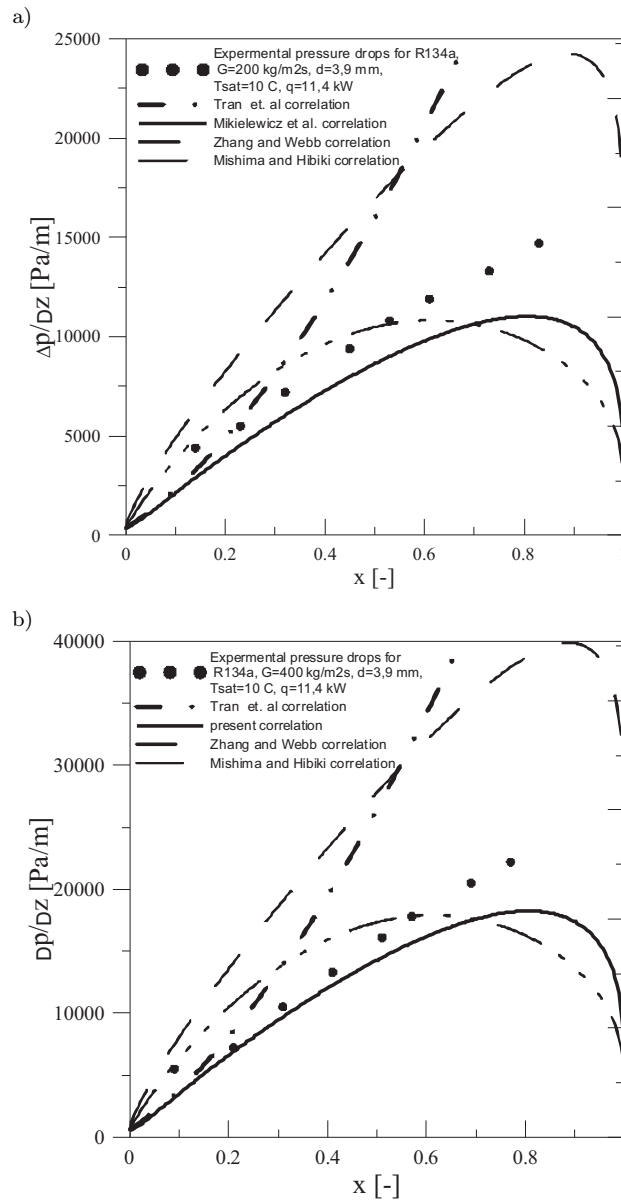 a)
25000
20000
15000
10000
5000
0
Δp/Dz [Pa/m]
Expermental pressure drops for R134a,
G=200 kg/m2s, d=3,9 mm,
Tsat=10 C, q=11,4 kW
Tran et. al correlation
Mikielewicz et al. correlation
Zhang and Webb correlation
Mishima and Hibiki correlation
0 0.2 0.4 0.6 0.8
x [-]
b)
40000
30000
20000
10000
0
Dp/Dz [Pa/m]
Expermental pressure drops for
R134a, G=400 kg/m2s, d=3,9 mm,
Tsat=10 C, q=11,4 kW
Tran et. al correlation
present correlation
Zhang and Webb correlation
Mishima and Hibiki correlation
0 0.2 0.4 0.6 0.8
x [-]